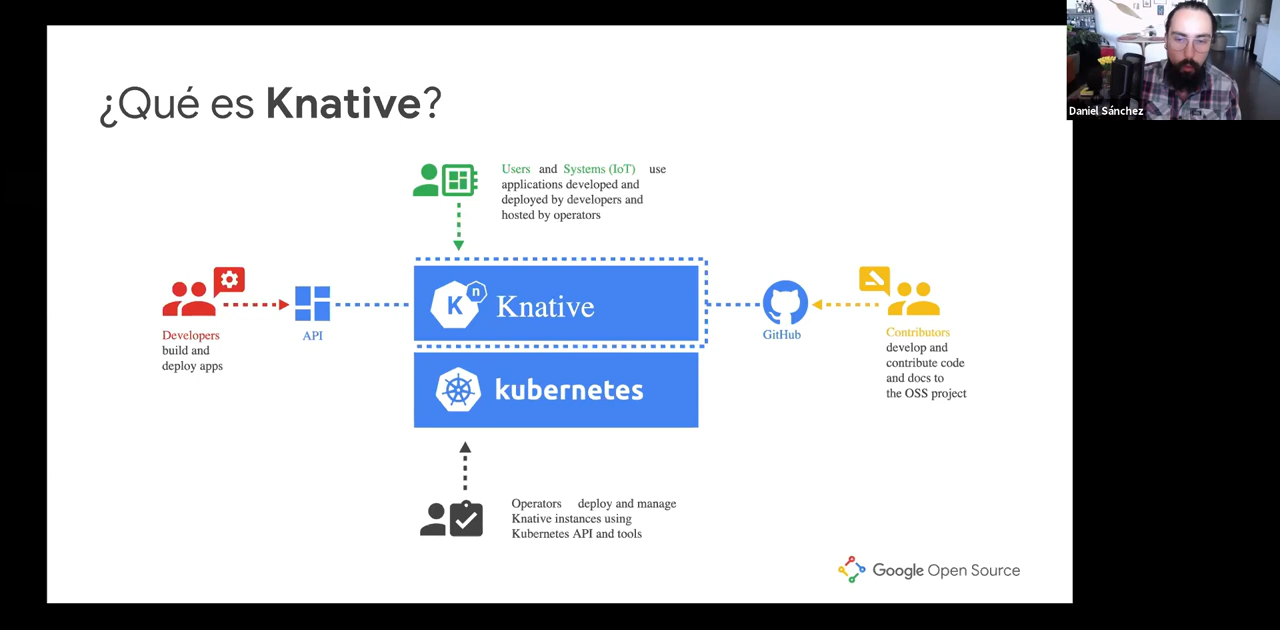 ¿Qué es Knative?
Daniel Sánchez
Users and Systems (IoT) use
applications developed and
deployed by developers and
hosted by operators
K n Knative
Developers
build and
deploy apps
API
GitHub
Contributors
develop and
contribute code
and docs to
the OSS project
kubernetes
Operators deploy and manage
Knative instances using
Kubernetes API and tools
Google Open Source